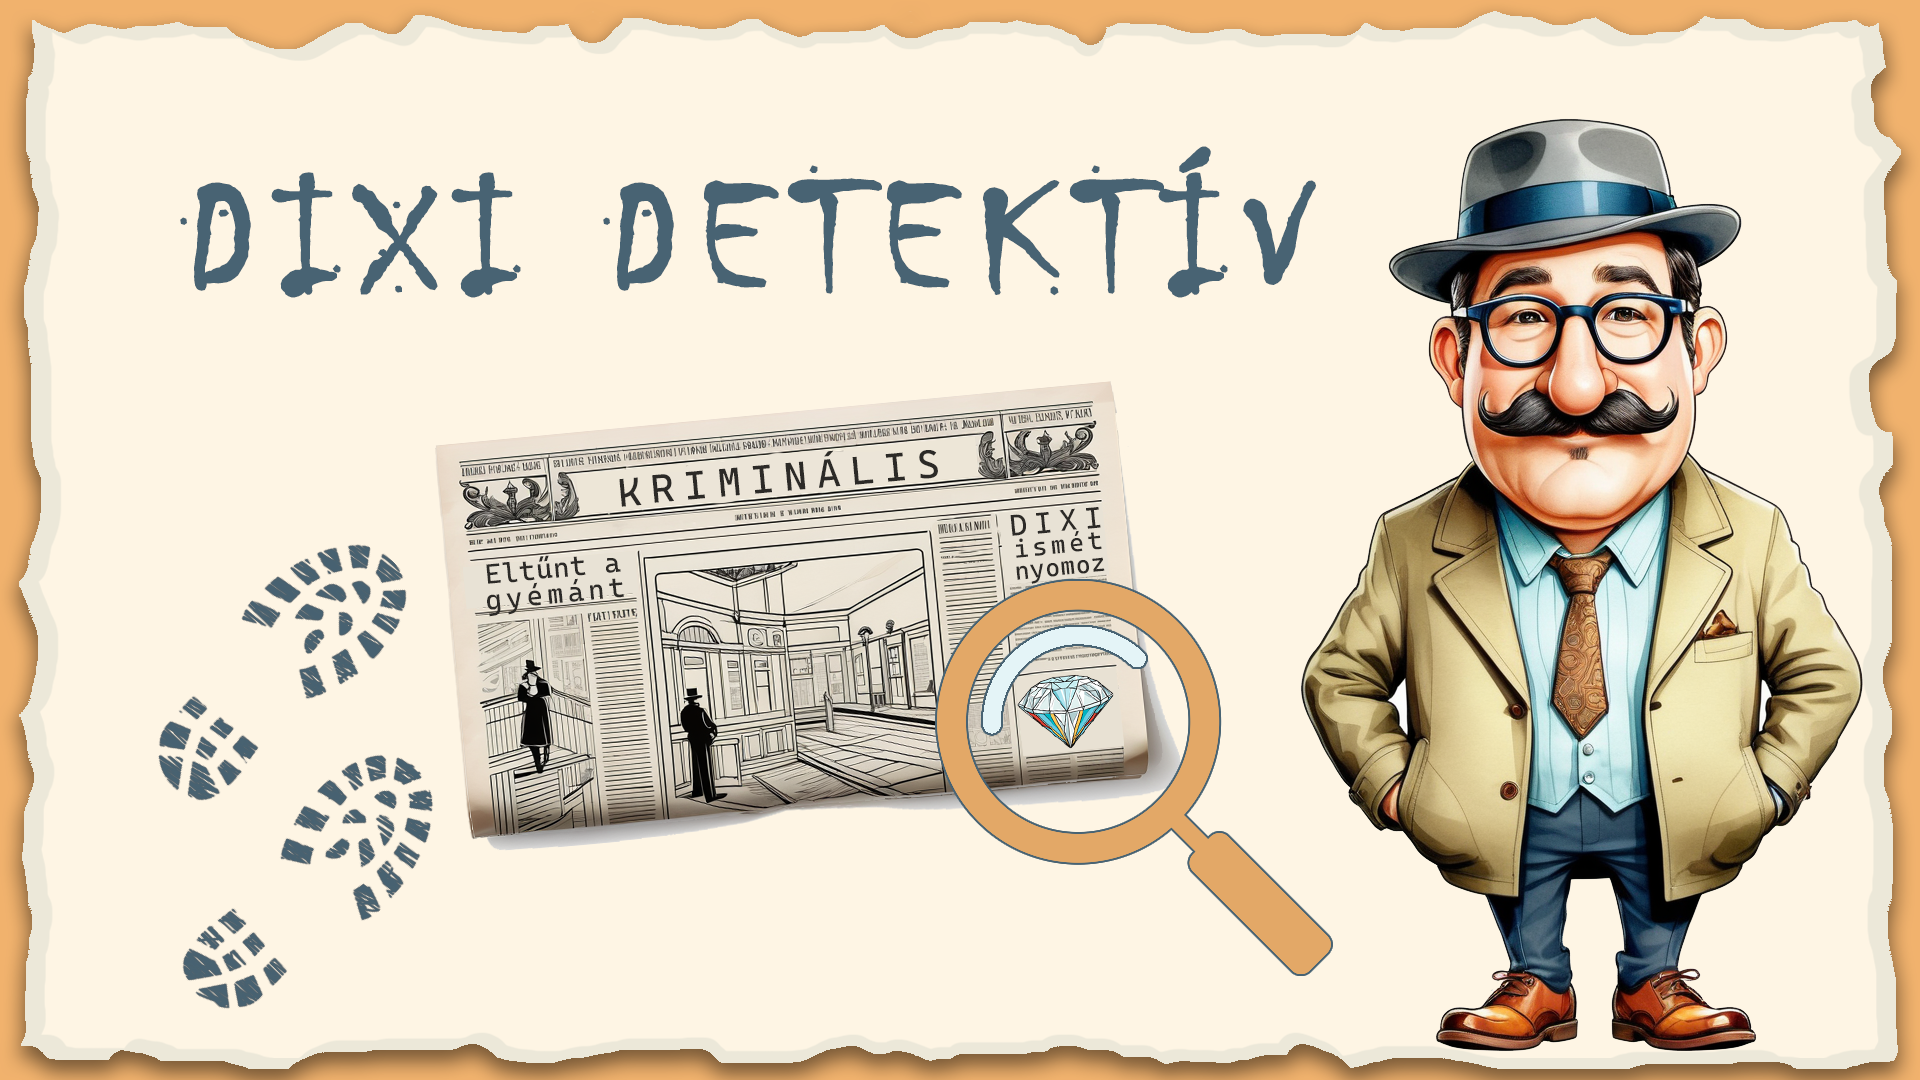 DIXI DETEKTÍV
KRIMINÁLIS
Eltűnt a
gyémánt
DIXI
ismét
nyomoz